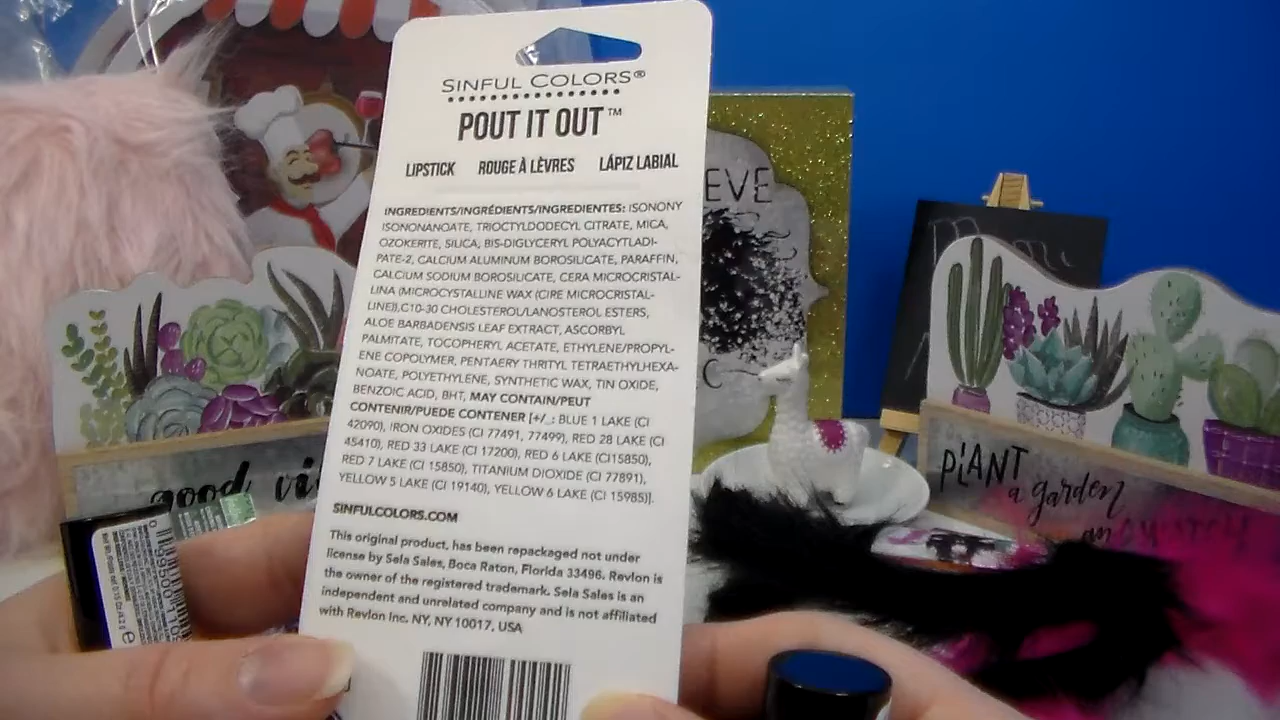 SINFUL COLORS®
POUT IT OUT™
LIPSTICK ROUGE À LÈVRES LÁPIZ LABIAL
INGREDIENTS/INGRÉDIENTS/INGREDIENTES: ISONONY
ISONONANOATE, TRIOCTYLDODECYL CITRATE, MICA,
OZOKERITE, SILICA, BIS-DIGLYCERYL POLYACYTLADI-
PATE-2, CALCIUM ALUMINUM BOROSILICATE, PARAFFIN,
CALCIUM SODIUM BOROSILICATE, CERA MICROCRISTAL-
LINA (MICROCYSTALLINE WAX (CIRE MICROCRISTAL-
LINE),C10-30 CHOLESTEROL/LANOSTEROL ESTERS,
ALOE BARBADENSIS LEAF EXTRACT, ASCORBYL
PALMITATE, TOCOPHERYL ACETATE, ETHYLENE/PROPYL-
ENE COPOLYMER, PENTAERY THRITYL TETRAETHYLHEXA-
NOATE, POLYETHYLENE, SYNTHETIC WAX, TIN OXIDE,
BENZOIC ACID, BHT, MAY CONTAIN/PEUT
CONTENIR/PUEDE CONTENER [+/_: BLUE 1 LAKE (CI
42090), IRON OXIDES (CI 77491, 77499), RED 28 LAKE (CI
45410), RED 33 LAKE (CI 17200), RED 6 LAKE (CI15850),
RED 7 LAKE (CI 15850), TITANIUM DIOXIDE (CI 77891),
YELLOW 5 LAKE (CI 19140), YELLOW 6 LAKE (CI 15985)].
SINFULCOLORS.COM
This original product, has been repackaged not under
license by Sela Sales, Boca Raton, Florida 33496. Revlon is
the owner of the registered trademark. Sela Sales is an
independent and unrelated company and is not affiliated
with Revlon Inc. NY, NY 10017, USA
EVE
C
good vi
PLANT
a garden